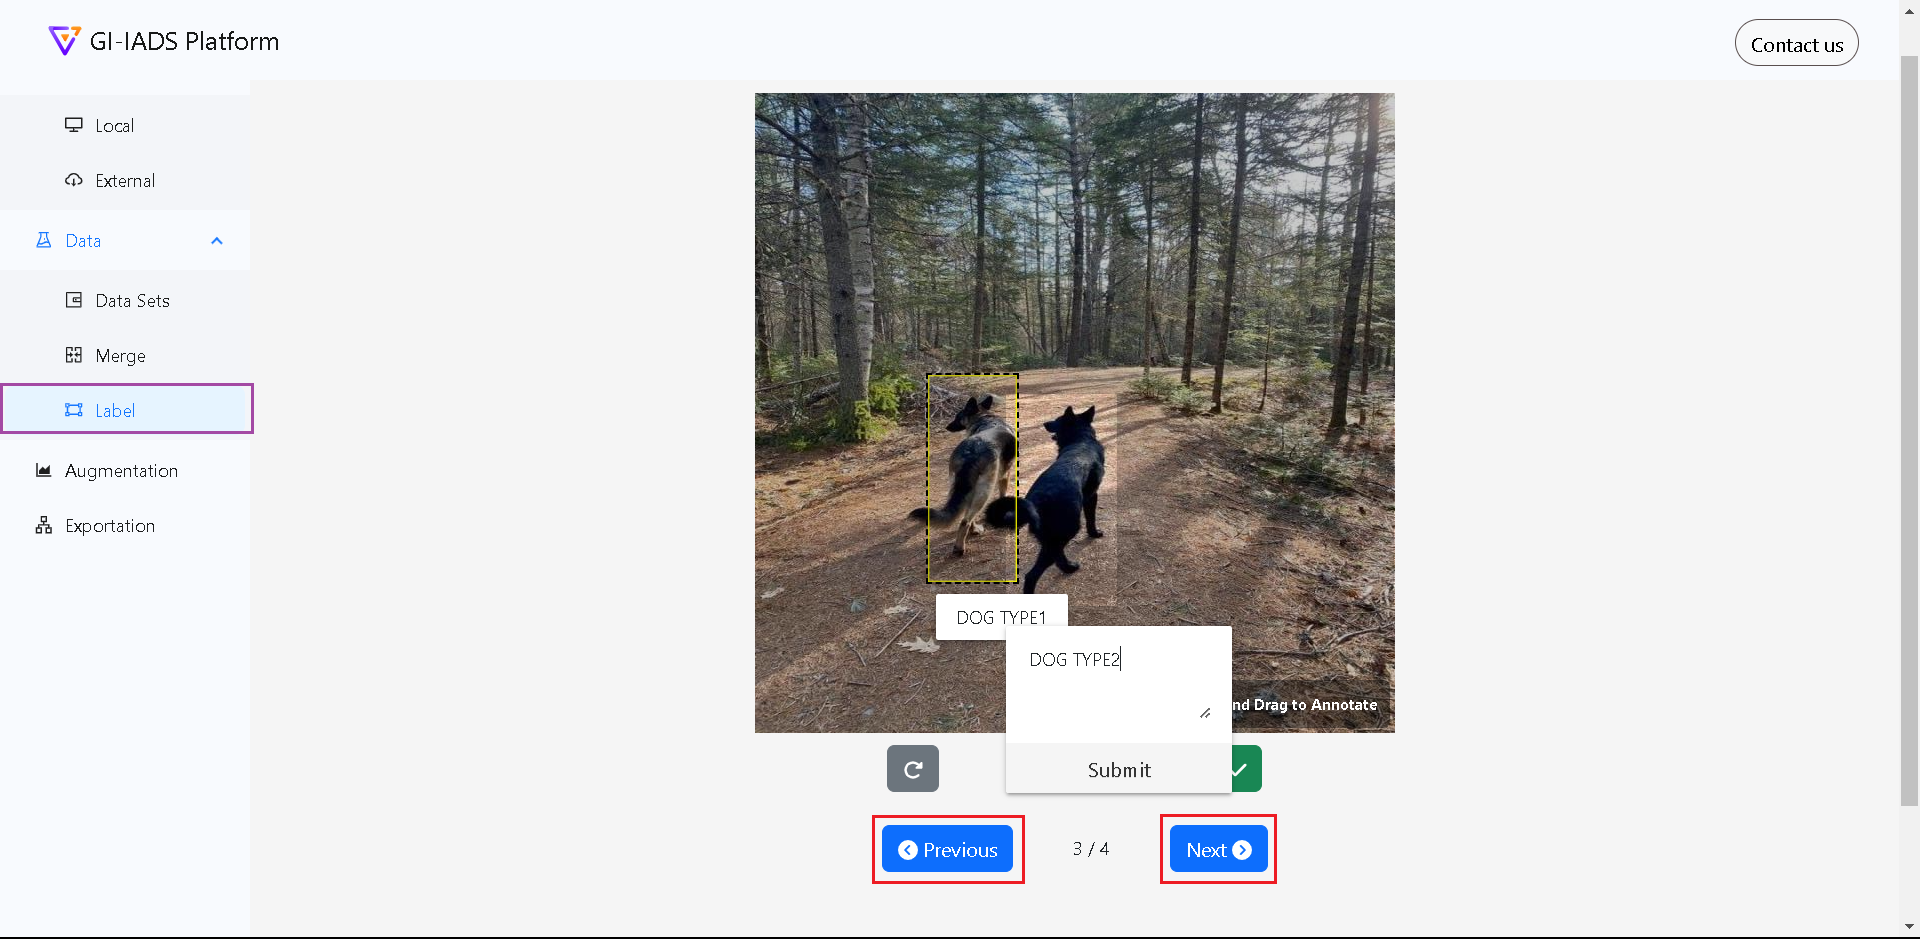 GI-IADS Platform
Contact us
Local
External
Data
Data Sets
Merge
Label
Augmentation
Exportation
DOG TYPE1
DOG TYPE2
nd Drag to Annotate
Submit
Previous
3 / 4
Next